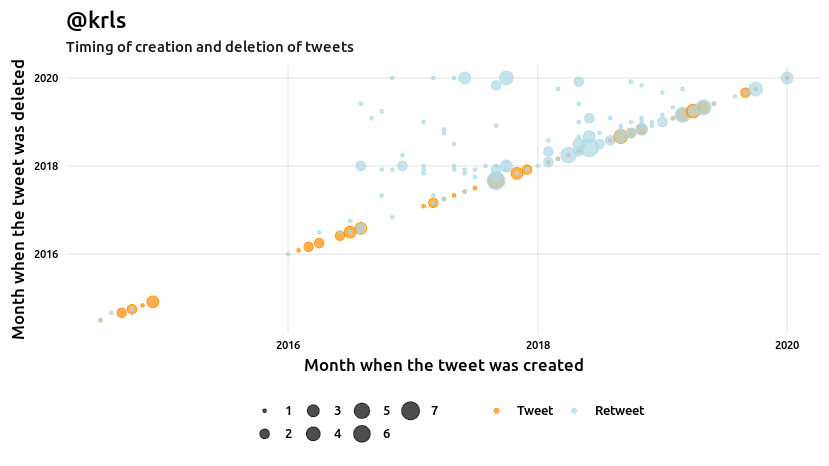 @krls
Timing of creation and deletion of tweets
Month when the tweet was deleted
2020
2018
2016
2016 2018 2020
Month when the tweet was created
1 3 5 7 Tweet Retweet
2 4 6